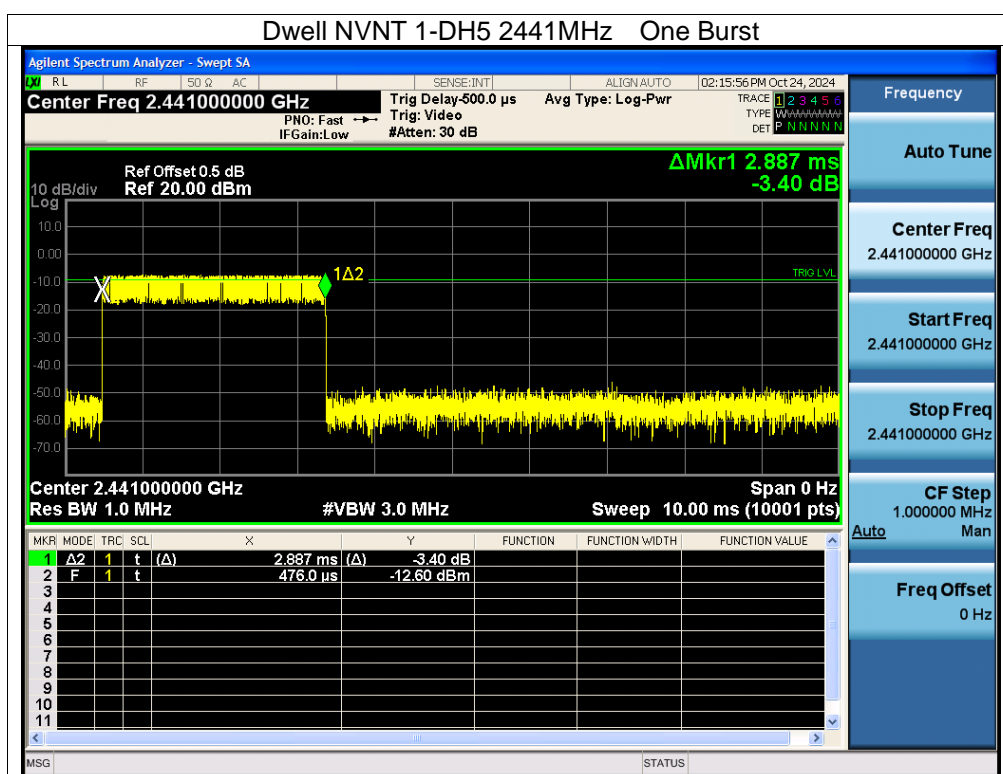 Dwell NVNT 1-DH5 2441MHz One Burst
Agilent Spectrum Analyzer - Swept SA
LXI RL RF 50 Ω AC SENSE:INT ALIGN AUTO 02:15:56 PM Oct 24, 2024
Center Freq 2.441000000 GHz
PNO: Fast
IFGain:Low
Trig Delay-500.0 µs
Trig: Video
#Atten: 30 dB
Avg Type: Log-Pwr
TRACE 1 2 3 4 5 6
TYPE WWWWWW
DET P N N N N N
Ref Offset 0.5 dB
10 dB/div Ref 20.00 dBm
Log
ΔMkr1 2.887 ms
-3.40 dB
10.0
0.00
-10.0
-20.0
-30.0
-40.0
-50.0
-60.0
-70.0
1Δ2
TRIG LVL
Center 2.441000000 GHz Span 0 Hz
Res BW 1.0 MHz #VBW 3.0 MHz Sweep 10.00 ms (10001 pts)
MKR MODE TRC SCL X Y FUNCTION FUNCTION WIDTH FUNCTION VALUE
1 Δ2 1 t (Δ) 2.887 ms (Δ) -3.40 dB
2 F 1 t 476.0 µs -12.60 dBm
3
4
5
6
7
8
9
10
11
MSG STATUS
Frequency
Auto Tune
Center Freq
2.441000000 GHz
Start Freq
2.441000000 GHz
Stop Freq
2.441000000 GHz
CF Step
1.000000 MHz
Auto Man
Freq Offset
0 Hz